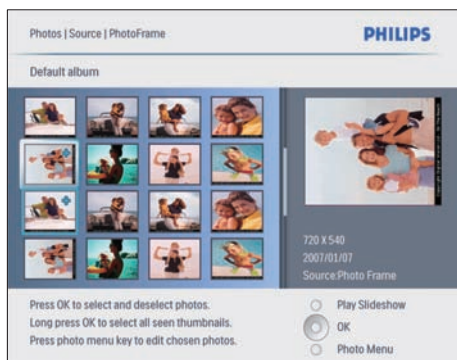 Photos | Source | PhotoFrame
PHILIPS
Default album
720 X 540
2007/01/07
Source:Photo Frame
Press OK to select and deselect photos.
Long press OK to select all seen thumbnails.
Press photo menu key to edit chosen photos.
Play Slideshow
OK
Photo Menu